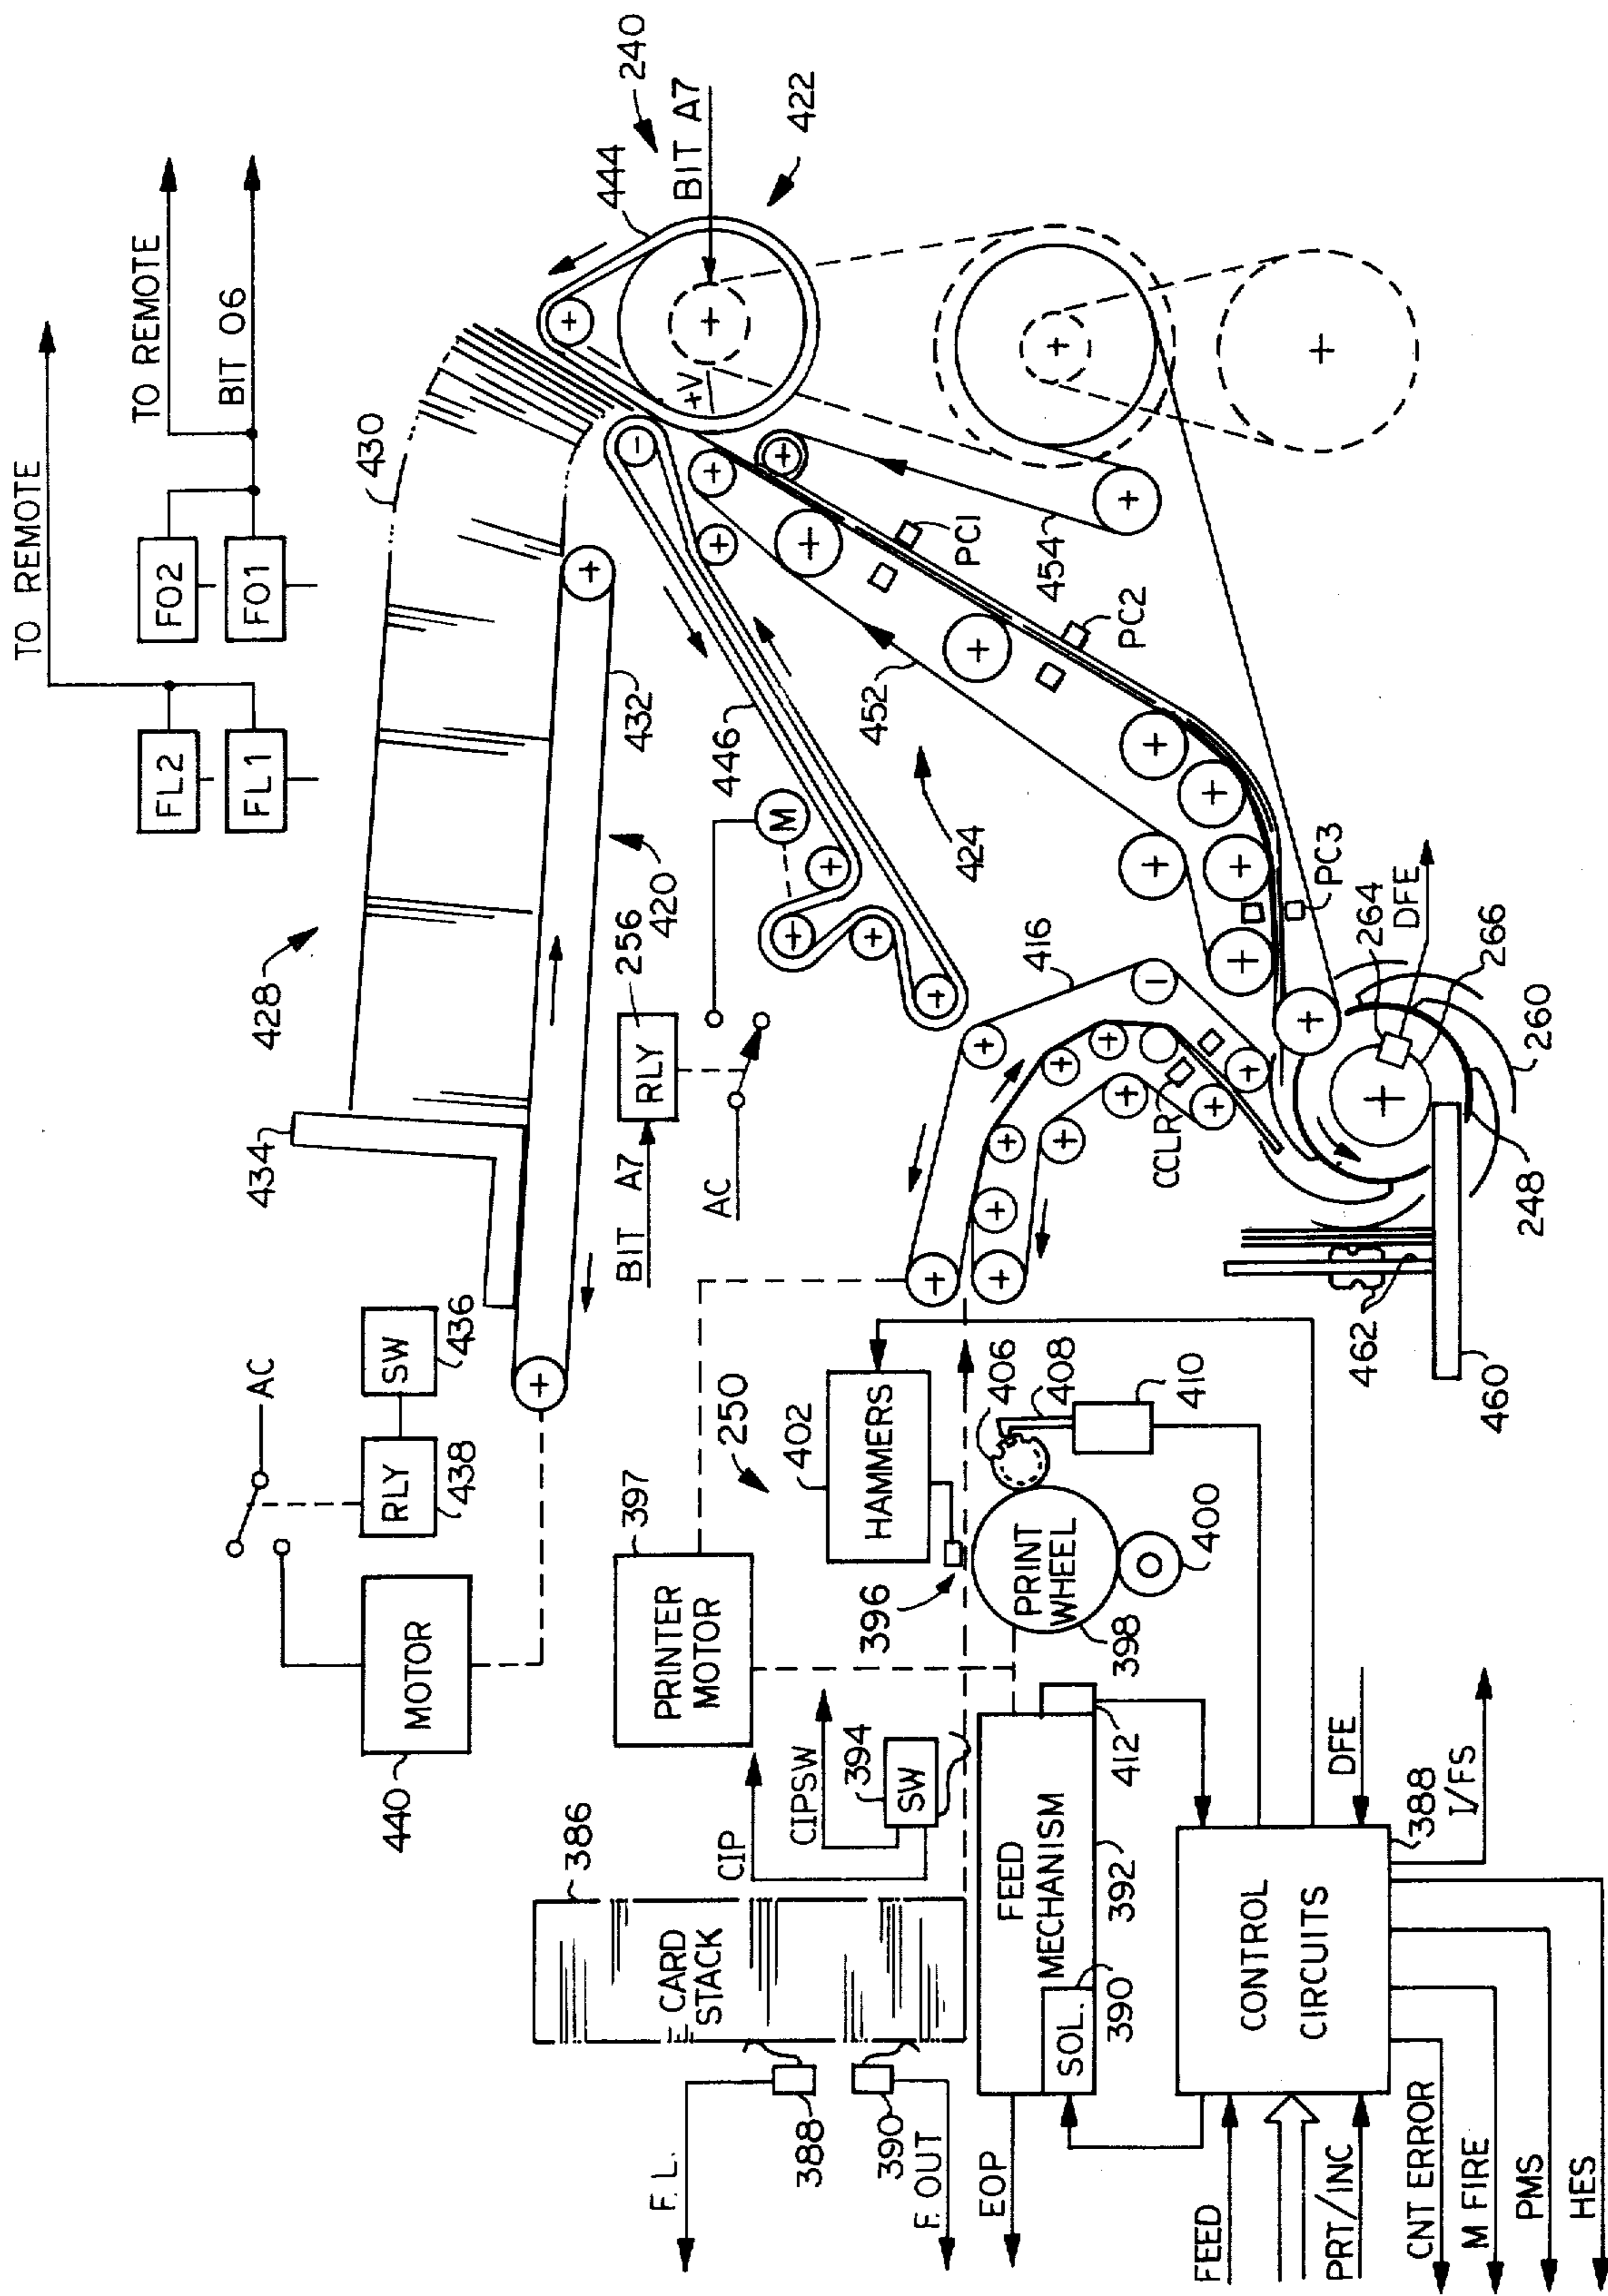 TO REMOTE
TO REMOTE
BIT 06
FL2
FL1
FO2
FO1
240
BIT A7
422
444
430
428
434
432
420
+V
446
M
256
RLY
BIT A7
AC
AC
SW
436
RLY
438
MOTOR
440
PC1
PC2
PC3
452
454
424
416
CCLR
264
DFE
266
260
248
462
460
397
PRINTER
MOTOR
250
402
HAMMERS
396
406
408
410
PRINT
WHEEL
398
400
386
CARD
STACK
CIP
CIPSW
394
SW
F. L.
388
390
F. OUT
FEED
MECHANISM
SOL.
390
392
412
EOP
FEED
PRT/INC
CONTROL
CIRCUITS
DFE
388
I/FS
CNT ERROR
M FIRE
PMS
HES